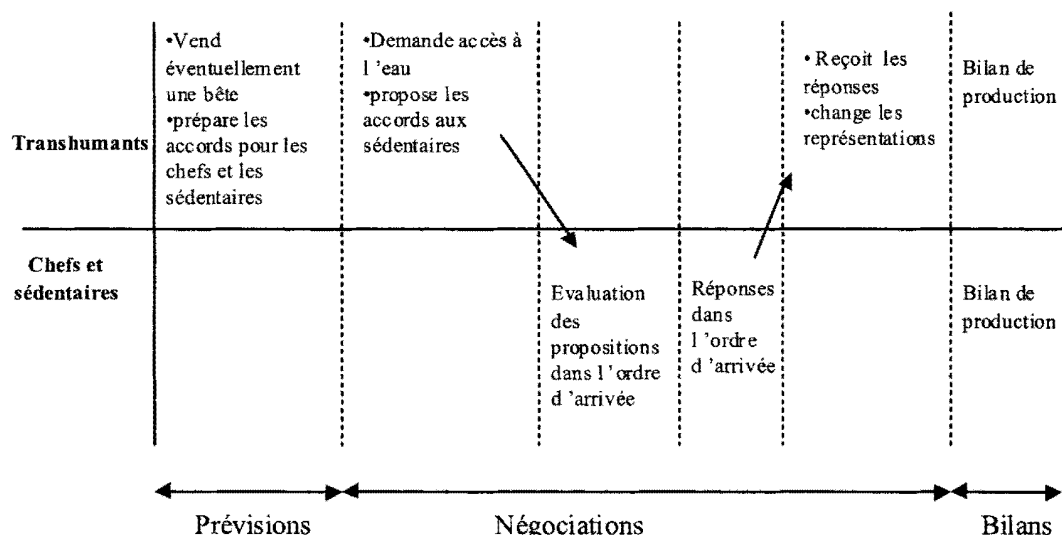 •Vend
éventuellement
une bête
•prépare les
accords pour les
chefs et les
sédentaires
•Demande accès à
l ’eau
•propose les
accords aux
sédentaires
• Reçoit les
réponses
•change les
représentations
Bilan de
production
Transhumants
Chefs et
sédentaires
Evaluation
des
propositions
dans l ’ordre
d ’arrivée
Réponses
dans
l ’ordre
d ’arrivée
Bilan de
production
Prévisions
Négociations
Bilans